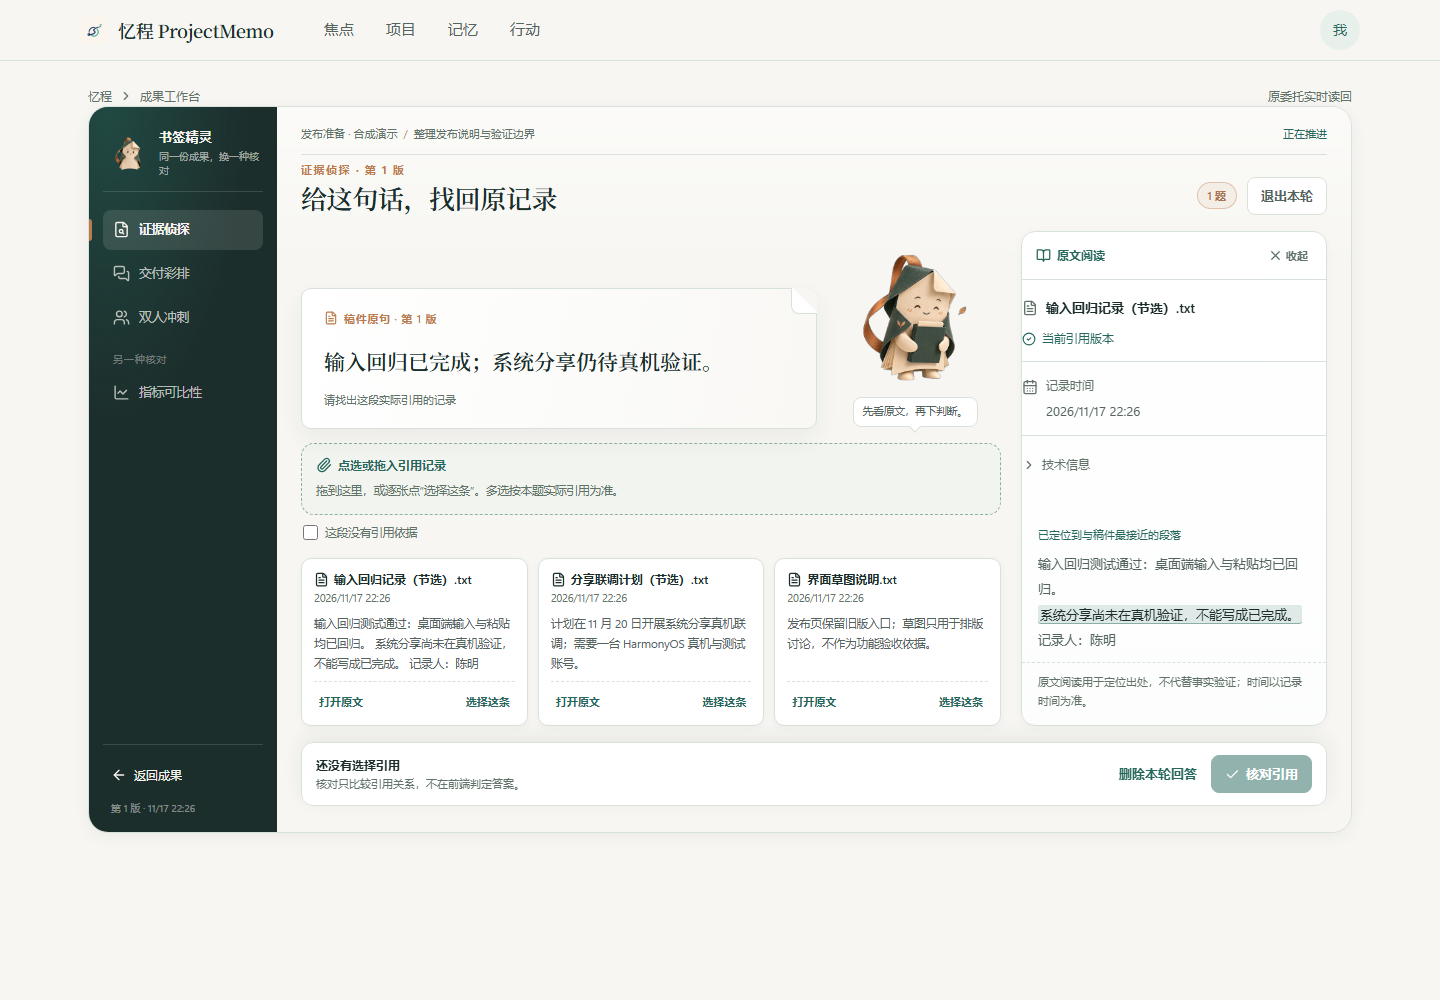 忆程 ProjectMemo
焦点
项目
记忆
行动
我
忆程 > 成果工作台
原委托实时读回
书签精灵
同一份成果，换一种核
对
证据侦探
交付彩排
双人冲刺
另一种核对
指标可比性
返回成果
第 1 版 · 11/17 22:26
发布准备 · 合成演示 / 整理发布说明与验证边界
正在推进
证据侦探 · 第 1 版
给这句话，找回原记录
1 题
退出本轮
稿件原句 · 第 1 版
输入回归已完成；系统分享仍待真机验证。
请找出这段实际引用的记录
先看原文，再下判断。
点选或拖入引用记录
拖到这里，或逐张点“选择这条”。多选按本题实际引用为准。
这段没有引用依据
输入回归记录（节选）.txt
2026/11/17 22:26
输入回归测试通过：桌面端输入与粘贴
均已回归。 系统分享尚未在真机验证，
不能写成已完成。 记录人：陈明
打开原文
选择这条
分享联调计划（节选）.txt
2026/11/17 22:26
计划在 11 月 20 日开展系统分享真机联
调；需要一台 HarmonyOS 真机与测试
账号。
打开原文
选择这条
界面草图说明.txt
2026/11/17 22:26
发布页保留旧版入口；草图只用于排版
讨论，不作为功能验收依据。
打开原文
选择这条
原文阅读
收起
输入回归记录（节选）.txt
当前引用版本
记录时间
2026/11/17 22:26
技术信息
已定位到与稿件最接近的段落
输入回归测试通过：桌面端输入与粘贴均已回
归。
系统分享尚未在真机验证，不能写成已完成。
记录人：陈明
原文阅读用于定位出处，不代替事实验证；时间以记录
时间为准。
还没有选择引用
核对只比较引用关系，不在前端判定答案。
删除本轮回答
核对引用